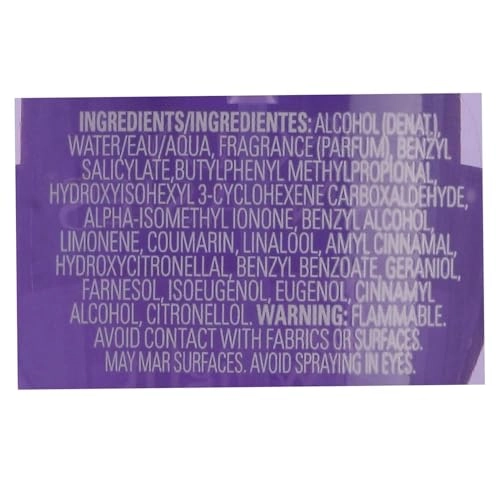 INGREDIENTS/INGREDIENTES: ALCOHOL (DENAT.),
WATER/EAU/AQUA, FRAGRANCE (PARFUM), BENZYL
SALICYLATE,BUTYLPHENYL METHYLPROPIONAL,
HYDROXYISOHEXYL 3-CYCLOHEXENE CARBOXALDEHYDE,
ALPHA-ISOMETHYL IONONE, BENZYL ALCOHOL,
LIMONENE, COUMARIN, LINALOOL, AMYL CINNAMAL,
HYDROXYCITRONELLAL, BENZYL BENZOATE, GERANIOL,
FARNESOL, ISOEUGENOL, EUGENOL, CINNAMYL
ALCOHOL, CITRONELLOL. WARNING: FLAMMABLE.
AVOID CONTACT WITH FABRICS OR SURFACES.
MAY MAR SURFACES. AVOID SPRAYING IN EYES.